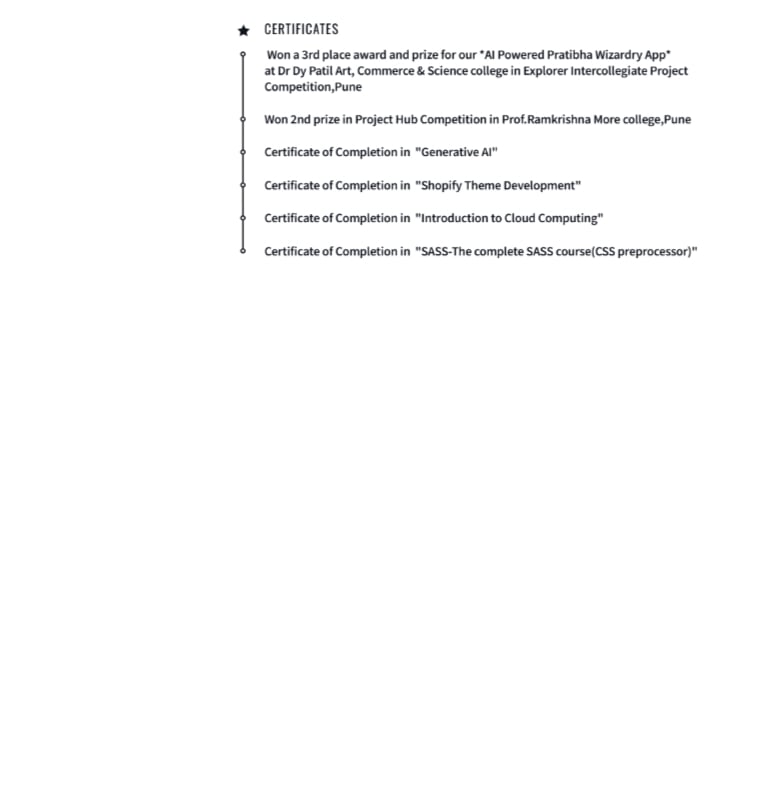 CERTIFICATES
Won a 3rd place award and prize for our *AI Powered Pratibha Wizardry App*
at Dr Dy Patil Art, Commerce & Science college in Explorer Intercollegiate Project
Competition,Pune
Won 2nd prize in Project Hub Competition in Prof.Ramkrishna More college,Pune
Certificate of Completion in "Generative AI"
Certificate of Completion in "Shopify Theme Development"
Certificate of Completion in "Introduction to Cloud Computing"
Certificate of Completion in "SASS-The complete SASS course(CSS preprocessor)"